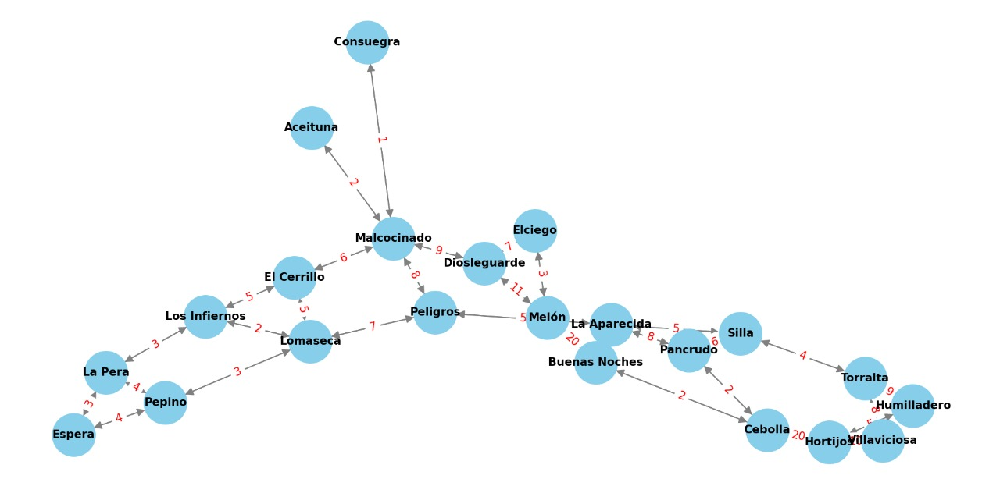 Consuegra
Aceituna
1
2
Elciego
Malcocinado
7
9
Diosleguarde
6
3
8
El Cerrillo
11
5
5
Peligros
Los Infiernos
5
Melón
La Aparecida
2
7
5
Silla
20
8
6
Lomaseca
Pancrudo
3
4
Buenas Noches
La Pera
3
Torralta
4
2
2
9
3
Pepino
Humilladero
8
4
5
Espera
Cebolla
20
Hortijos
Villaviciosa